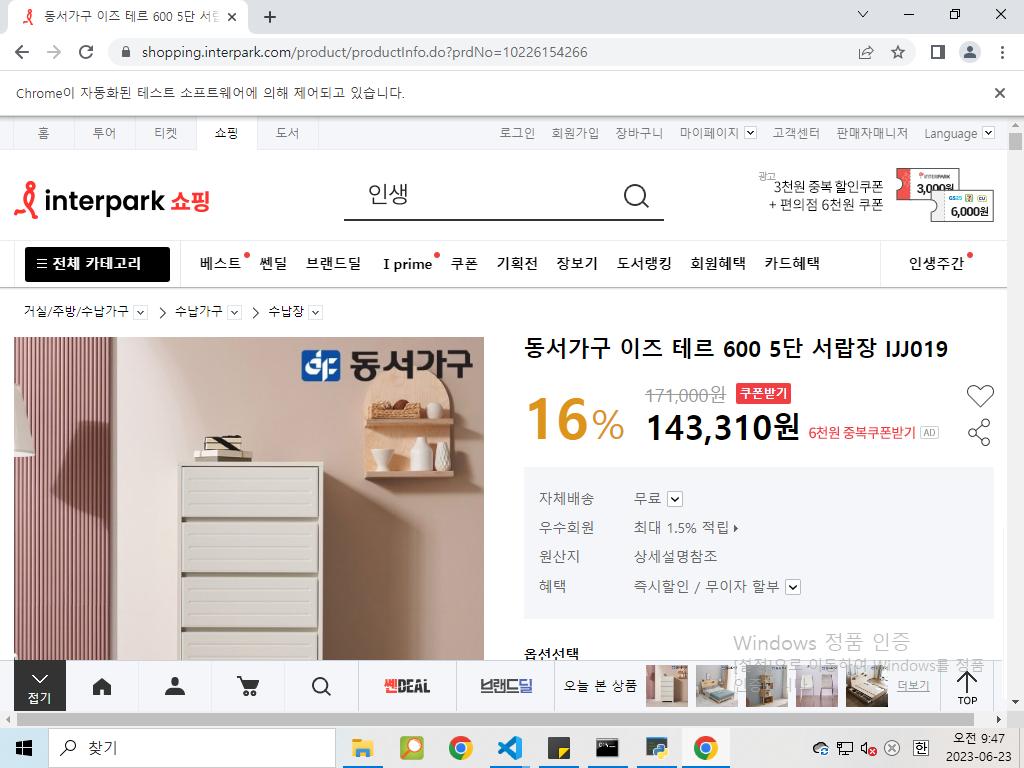 동서가구 이즈 테르 600 5단 서랍
shopping.interpark.com/product/productInfo.do?prdNo=10226154266
Chrome이 자동화된 테스트 소프트웨어에 의해 제어되고 있습니다.
홈 투어 티켓 쇼핑 도서 로그인 회원가입 장바구니 마이페이지 고객센터 판매자매니저 Language
interpark 쇼핑 인생
광고
3천원 중복 할인쿠폰
+ 편의점 6천원 쿠폰
INTERPARK
3,000원
GS25 CU
6,000원
전체 카테고리 베스트 쎈딜 브랜드딜 I prime 쿠폰 기획전 장보기 도서랭킹 회원혜택 카드혜택 인생주간
거실/주방/수납가구 수납가구 수납장
동서가구
동서가구 이즈 테르 600 5단 서랍장 IJJ019
16%
171,000원 쿠폰받기
143,310원 6천원 중복쿠폰받기 AD
자체배송 무료
우수회원 최대 1.5% 적립
원산지 상세설명참조
혜택 즉시할인 / 무이자 할부
옵션선택
Windows 정품 인증
[설정]으로 이동하여 Windows를 정품
인증합니다.
접기
쎈DEAL
브랜드딜
오늘 본 상품
더보기
TOP
찾기
한
오전 9:47
2023-06-23